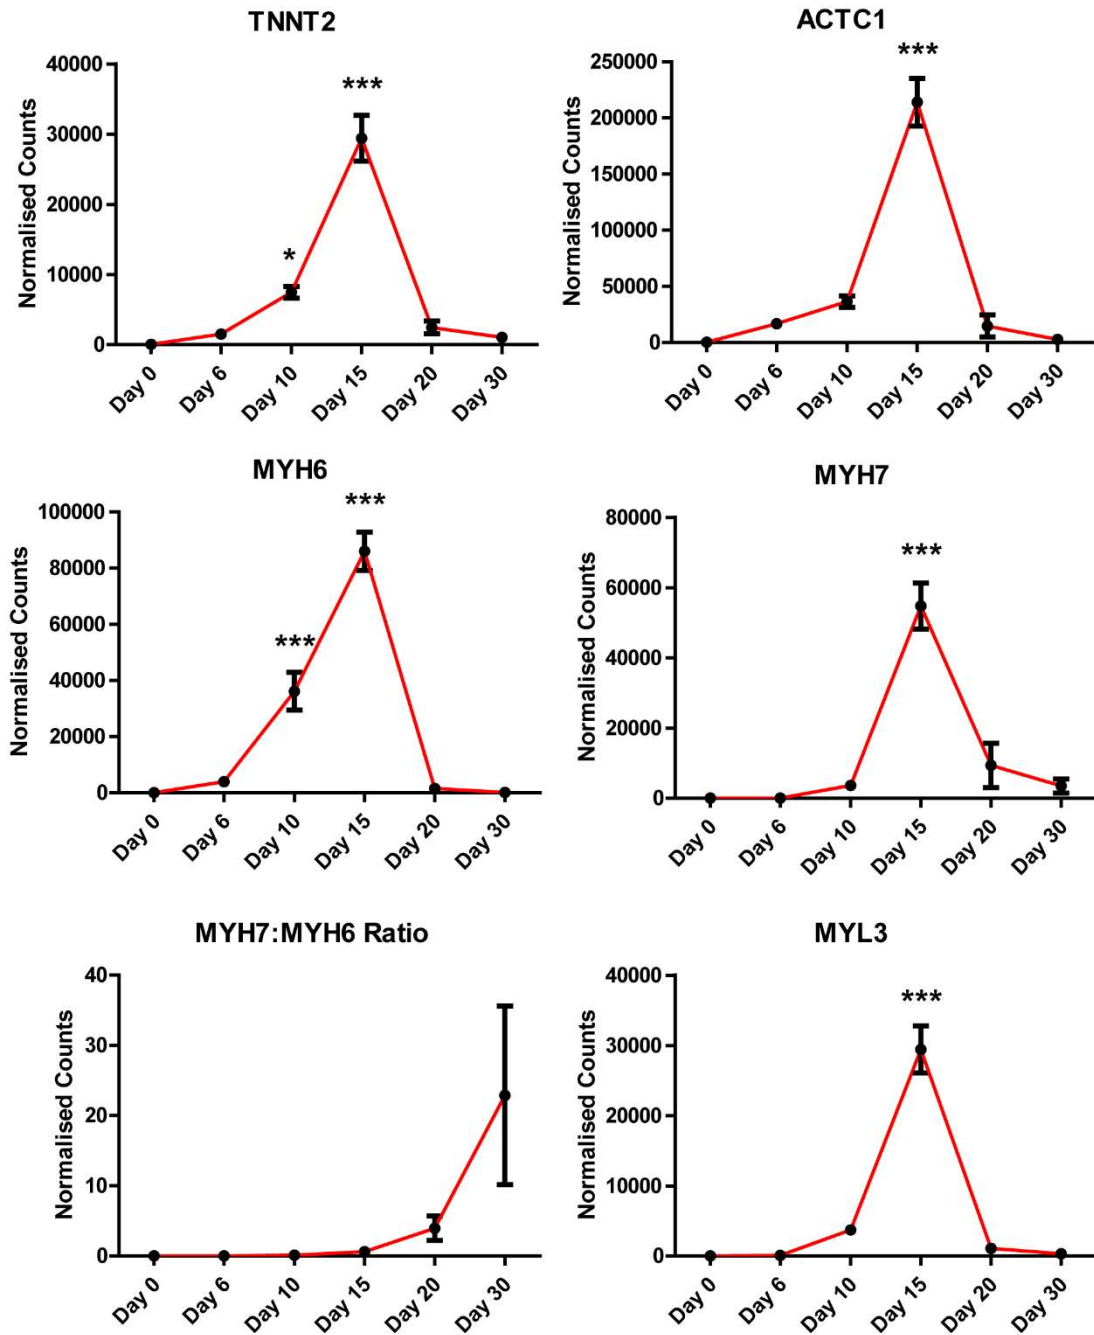 TNNT2
Normalised Counts
40000
30000
20000
10000
0
*
***
Day 0
Day 6
Day 10
Day 15
Day 20
Day 30
ACTC1
Normalised Counts
250000
200000
150000
100000
50000
0
***
Day 0
Day 6
Day 10
Day 15
Day 20
Day 30
MYH6
Normalised Counts
100000
80000
60000
40000
20000
0
***
***
Day 0
Day 6
Day 10
Day 15
Day 20
Day 30
MYH7
Normalised Counts
80000
60000
40000
20000
0
***
Day 0
Day 6
Day 10
Day 15
Day 20
Day 30
MYH7:MYH6 Ratio
Normalised Counts
40
30
20
10
0
Day 0
Day 6
Day 10
Day 15
Day 20
Day 30
MYL3
Normalised Counts
40000
30000
20000
10000
0
***
Day 0
Day 6
Day 10
Day 15
Day 20
Day 30